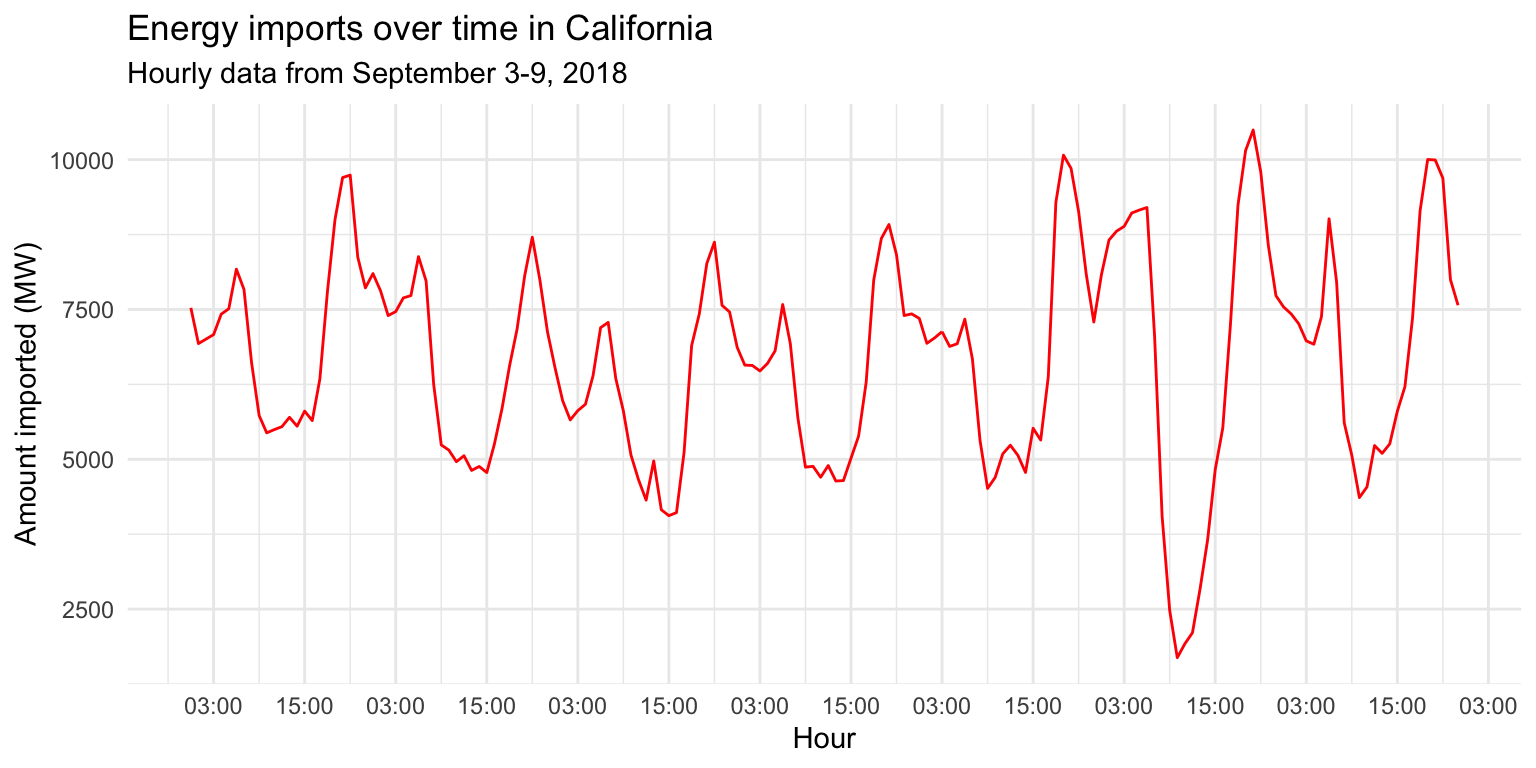 Energy imports over time in California
Hourly data from September 3-9, 2018
Amount imported (MW)
10000
7500
5000
2500
03:00 15:00 03:00 15:00 03:00 15:00 03:00 15:00 03:00 15:00 03:00 15:00 03:00 15:00 03:00
Hour